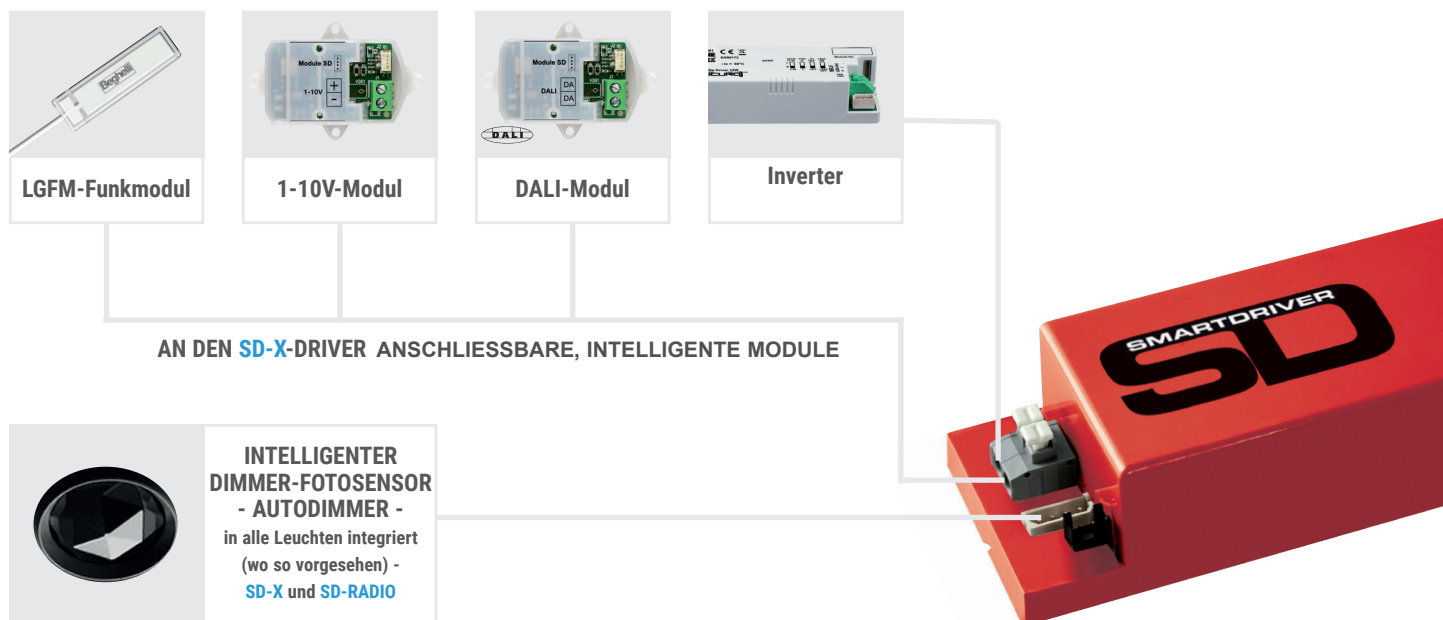 Beghelli
Module SD
1-10V
+
-
Module SD
DALI
DA
DA
DALI
LGFM-Funkmodul
1-10V-Modul
DALI-Modul
Inverter
AN DEN SD-X-DRIVER ANSCHLIESSBARE, INTELLIGENTE MODULE
SMARTDRIVER
SD
INTELLIGENTER
DIMMER-FOTOSENSOR
- AUTODIMMER -
in alle Leuchten integriert
(wo so vorgesehen) -
SD-X und SD-RADIO